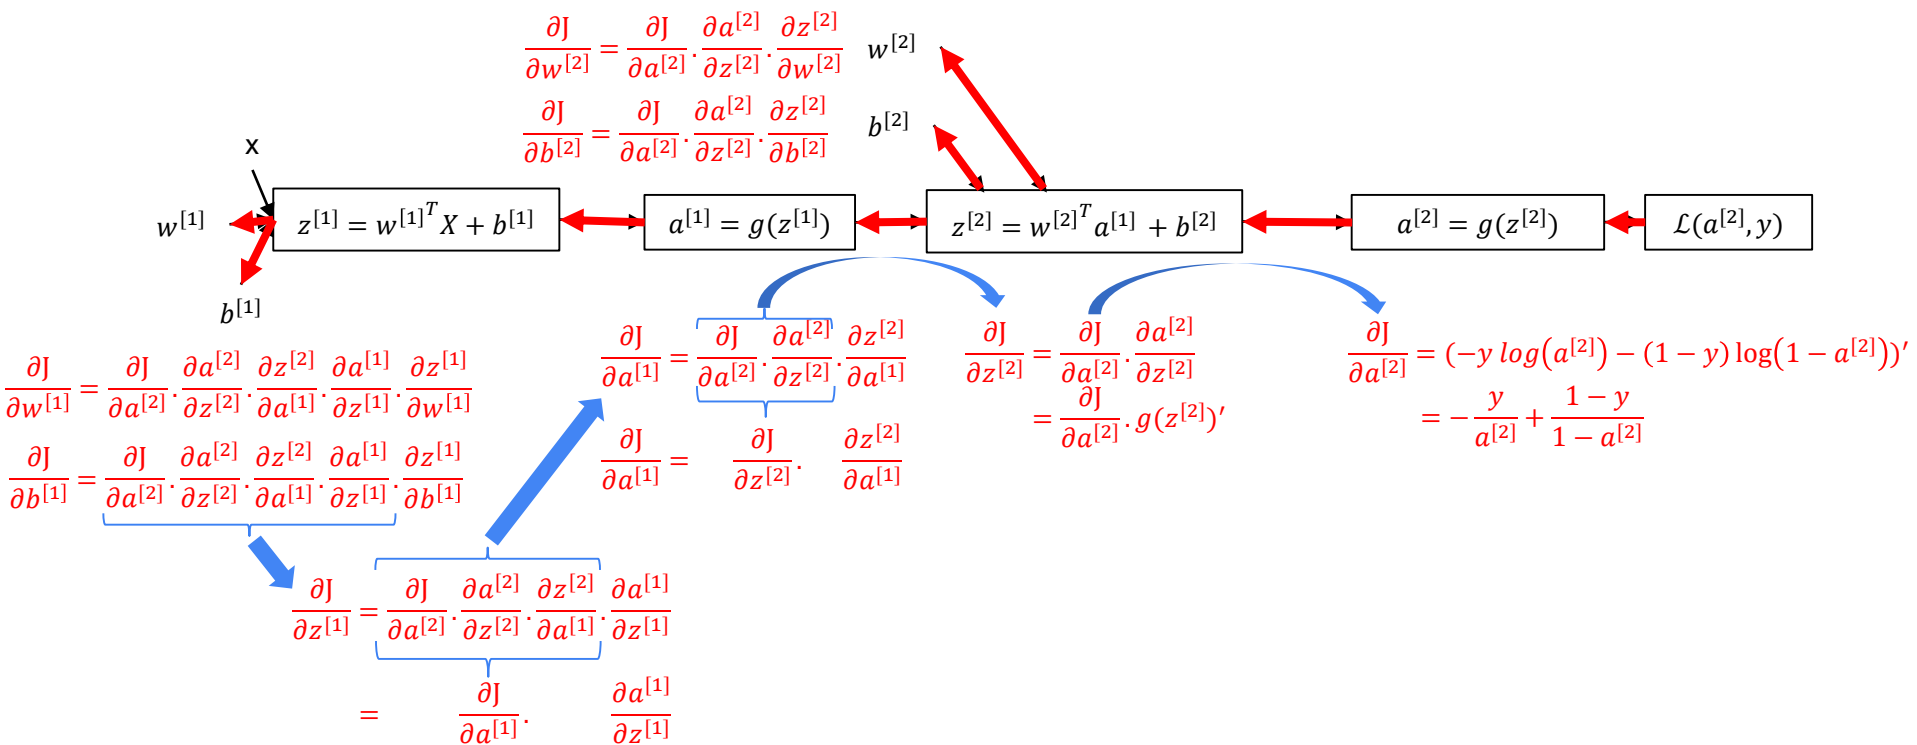 ∂J/∂w^[2] = ∂J/∂a^[2] . ∂a^[2]/∂z^[2] . ∂z^[2]/∂w^[2]
w^[2]
∂J/∂b^[2] = ∂J/∂a^[2] . ∂a^[2]/∂z^[2] . ∂z^[2]/∂b^[2]
b^[2]
x
w^[1]
z^[1] = w^[1]^T X + b^[1]
a^[1] = g(z^[1])
z^[2] = w^[2]^T a^[1] + b^[2]
a^[2] = g(z^[2])
ℒ(a^[2], y)
b^[1]
∂J/∂w^[1] = ∂J/∂a^[2] . ∂a^[2]/∂z^[2] . ∂z^[2]/∂a^[1] . ∂a^[1]/∂z^[1] . ∂z^[1]/∂w^[1]
∂J/∂b^[1] = ∂J/∂a^[2] . ∂a^[2]/∂z^[2] . ∂z^[2]/∂a^[1] . ∂a^[1]/∂z^[1] . ∂z^[1]/∂b^[1]
∂J/∂a^[1] = ∂J/∂a^[2] . ∂a^[2]/∂z^[2] . ∂z^[2]/∂a^[1]
∂J/∂a^[1] = ∂J/∂z^[2] . ∂z^[2]/∂a^[1]
∂J/∂z^[2] = ∂J/∂a^[2] . ∂a^[2]/∂z^[2]
= ∂J/∂a^[2] . g(z^[2])′
∂J/∂a^[2] = (−y log(a^[2]) − (1 − y) log(1 − a^[2]))′
= − y/a^[2] + (1 − y)/(1 − a^[2])
∂J/∂z^[1] = ∂J/∂a^[2] . ∂a^[2]/∂z^[2] . ∂z^[2]/∂a^[1] . ∂a^[1]/∂z^[1]
= ∂J/∂a^[1] . ∂a^[1]/∂z^[1]